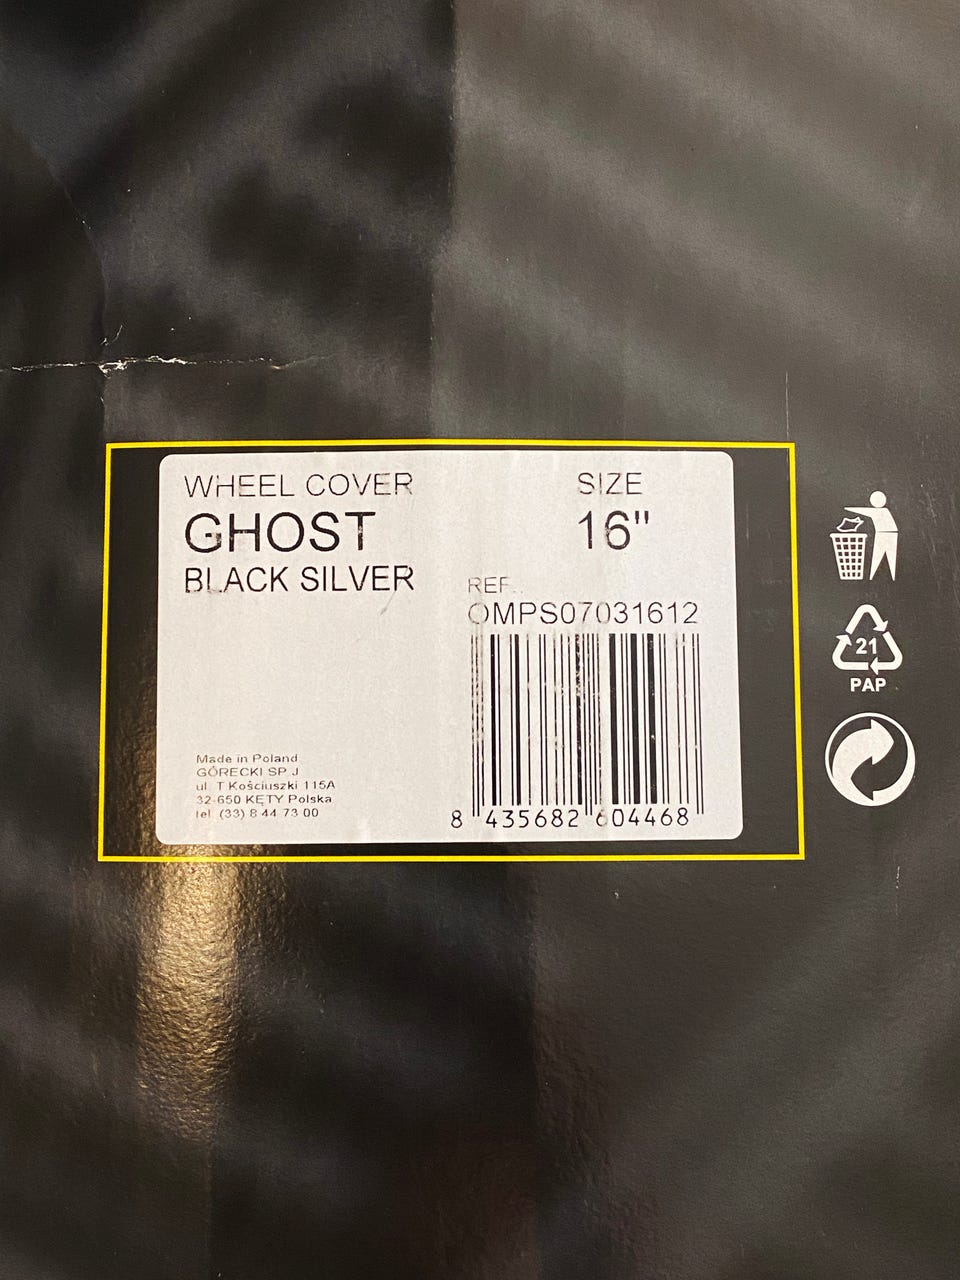 WHEEL COVER
GHOST
BLACK SILVER
SIZE
16"
REF.:
OMPS07031612
Made in Poland
GÓRECKI SP.J
ul. T.Kościuszki 115A
32-650 KĘTY Polska
tel. (33) 8 44 73 00
8 435682 604468
21
PAP